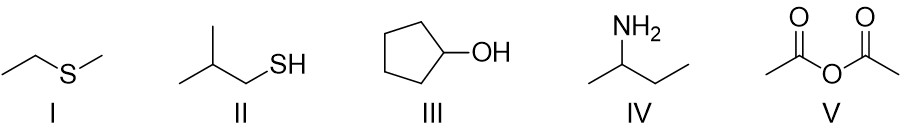 S
SH
OH
NH₂
O O
O
I II III IV V